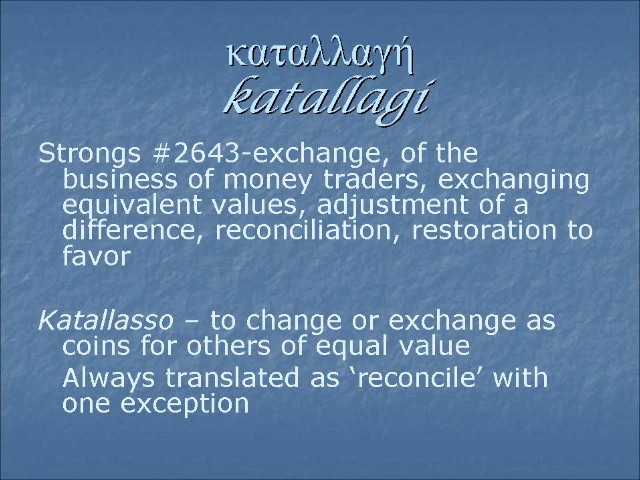 καταλλαγή
katallagi
Strongs #2643-exchange, of the
business of money traders, exchanging
equivalent values, adjustment of a
difference, reconciliation, restoration to
favor
Katallasso – to change or exchange as
coins for others of equal value
Always translated as ‘reconcile’ with
one exception